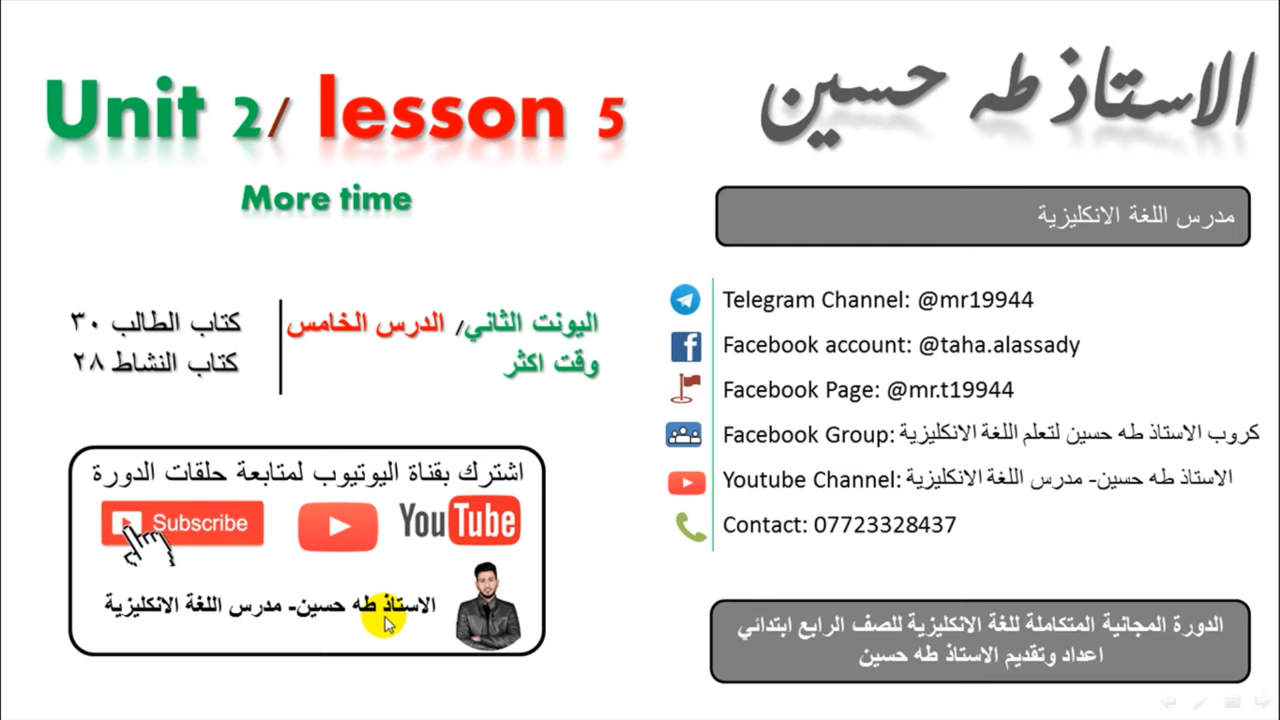 Unit 2/ lesson 5
More time
اليونت الثاني/ الدرس الخامس
وقت اكثر
كتاب الطالب ٣٠
كتاب النشاط ٢٨
اشترك بقناة اليوتيوب لمتابعة حلقات الدورة
Subscribe
YouTube
الاستاذ طه حسين- مدرس اللغة الانكليزية
الاستاذ طه حسين
مدرس اللغة الانكليزية
Telegram Channel: @mr19944
Facebook account: @taha.alassady
Facebook Page: @mr.t19944
Facebook Group: كروب الاستاذ طه حسين لتعلم اللغة الانكليزية
Youtube Channel: الاستاذ طه حسين- مدرس اللغة الانكليزية
Contact: 07723328437
الدورة المجانية المتكاملة للغة الانكليزية للصف الرابع ابتدائي
اعداد وتقديم الاستاذ طه حسين